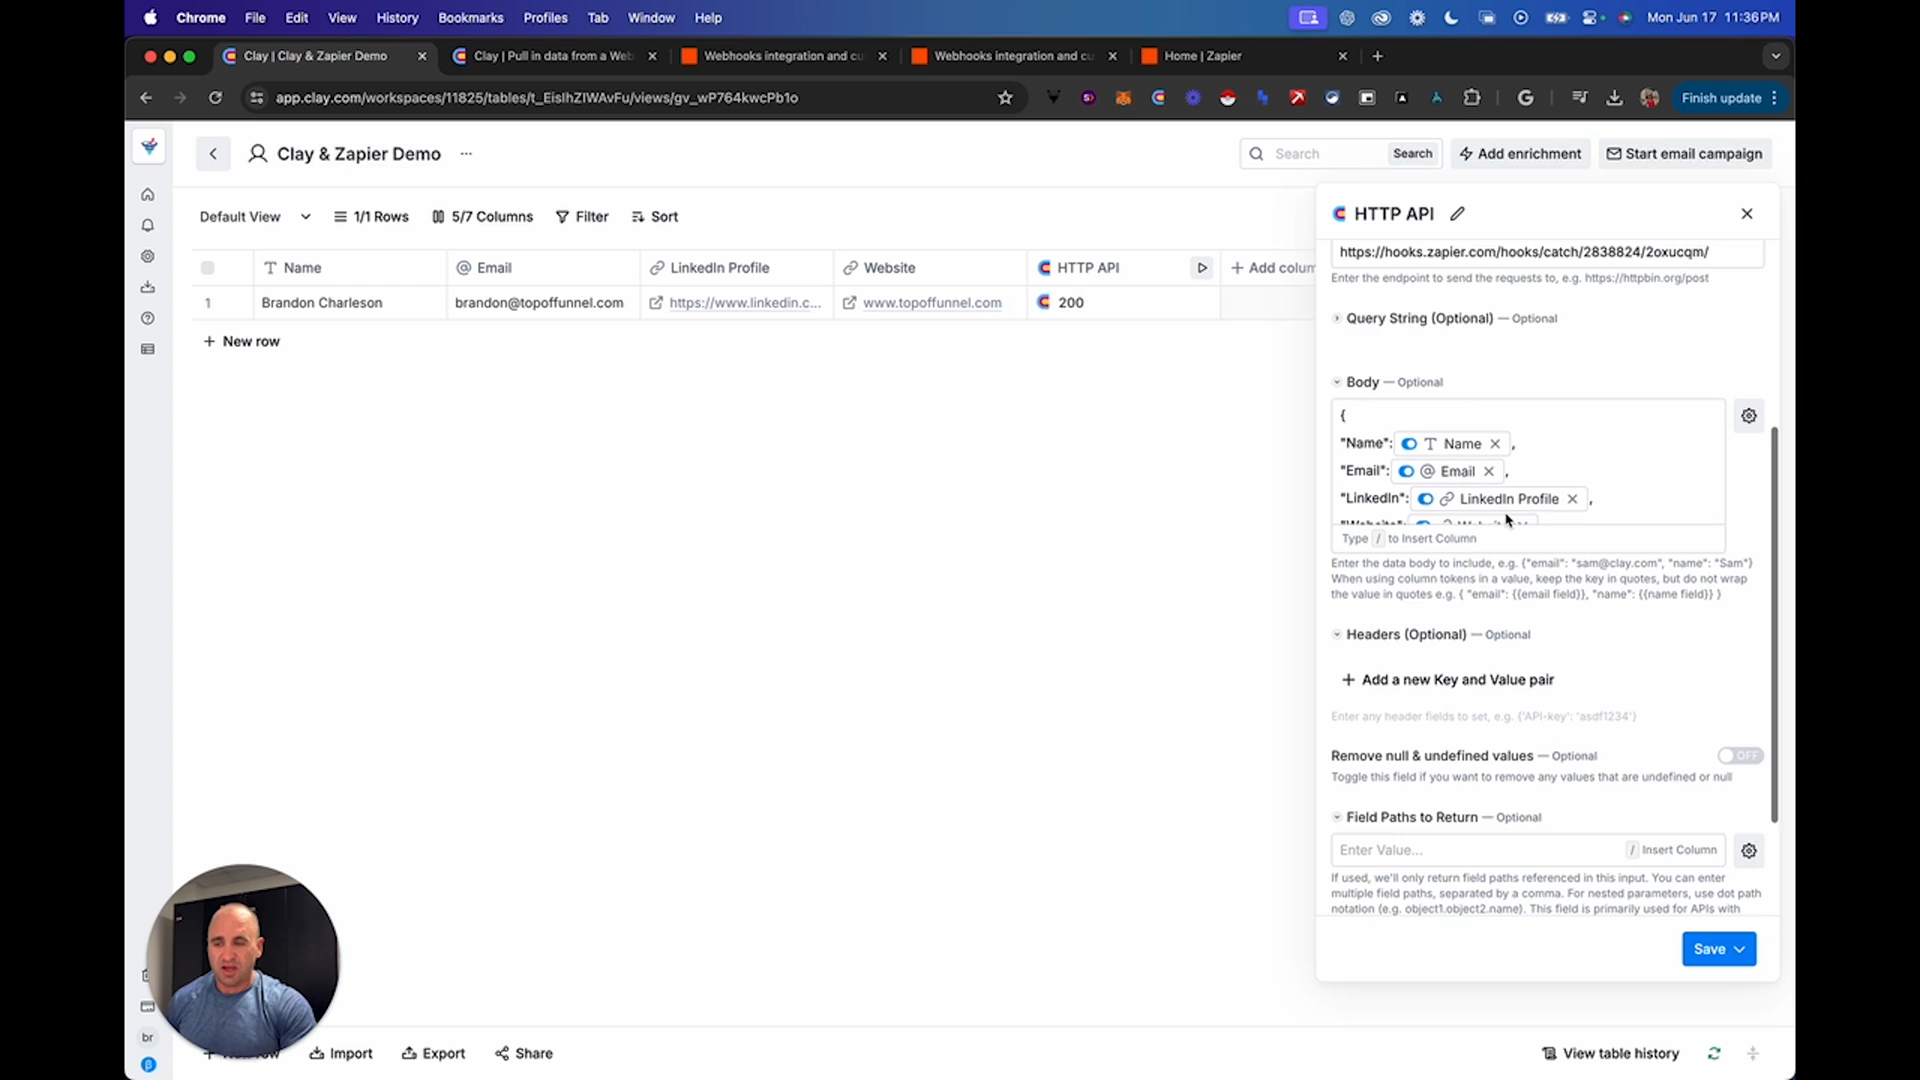 Chrome File Edit View History Bookmarks Profiles Tab Window Help Mon Jun 17 11:36 PM
Clay | Clay & Zapier Demo Clay | Pull in data from a Web Webhooks integration and cu Webhooks integration and cu Home | Zapier
app.clay.com/workspaces/11825/tables/t_EisIhZIWAvFu/views/gv_wP764kwcPb1o Finish update
Clay & Zapier Demo ··· Search Search Add enrichment Start email campaign
Default View 1/1 Rows 5/7 Columns Filter Sort
Name Email LinkedIn Profile Website HTTP API + Add colum
1 Brandon Charleson brandon@topoffunnel.com https://www.linkedin.c... www.topoffunnel.com 200
+ New row
HTTP API
https://hooks.zapier.com/hooks/catch/2838824/2oxucqm/
Enter the endpoint to send the requests to, e.g. https://httpbin.org/post
Query String (Optional) — Optional
Body — Optional
{
"Name": Name ,
"Email": Email ,
"LinkedIn": LinkedIn Profile ,
"Website": Website
Type / to Insert Column
Enter the data body to include, e.g. {"email": "sam@clay.com", "name": "Sam"}
When using column tokens in a value, keep the key in quotes, but do not wrap
the value in quotes e.g. { "email": {{email field}}, "name": {{name field}} }
Headers (Optional) — Optional
+ Add a new Key and Value pair
Enter any header fields to set, e.g. {'API-key': 'asdf1234'}
Remove null & undefined values — Optional OFF
Toggle this field if you want to remove any values that are undefined or null
Field Paths to Return — Optional
Enter Value... / Insert Column
If used, we'll only return field paths referenced in this input. You can enter
multiple field paths, separated by a comma. For nested parameters, use dot path
notation (e.g. object1.object2.name). This field is primarily used for APIs with
Save
br
Import Export Share View table history